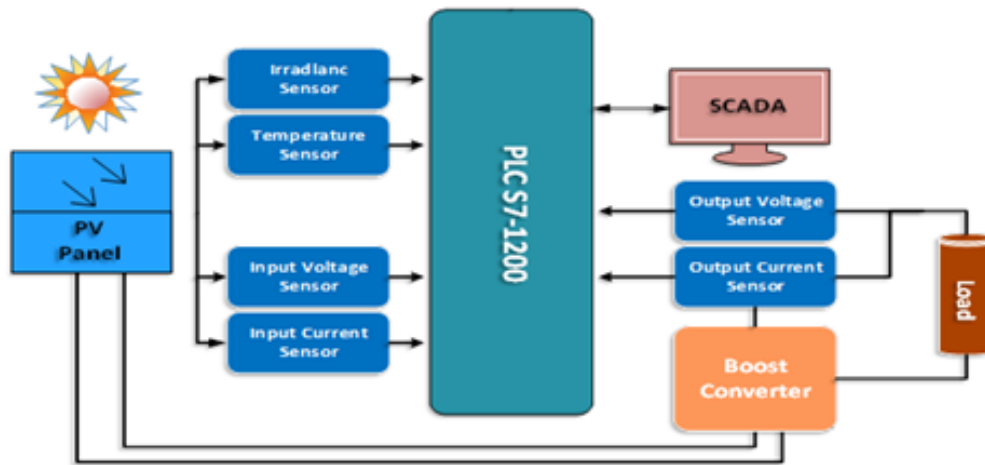 Irradlanc
Sensor
Temperature
Sensor
PV
Panel
Input Voltage
Sensor
Input Current
Sensor
PLC S7-1200
SCADA
Output Voltage
Sensor
Output Current
Sensor
Load
Boost
Converter